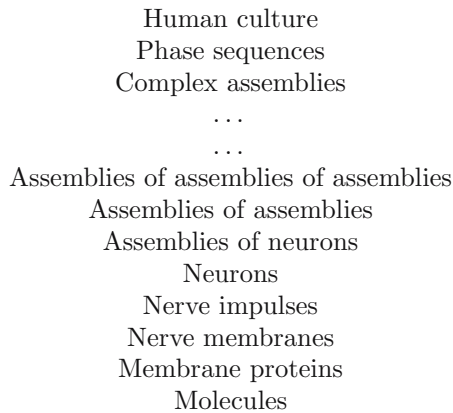 Human culture
Phase sequences
Complex assemblies
...
...
Assemblies of assemblies of assemblies
Assemblies of assemblies
Assemblies of neurons
Neurons
Nerve impulses
Nerve membranes
Membrane proteins
Molecules